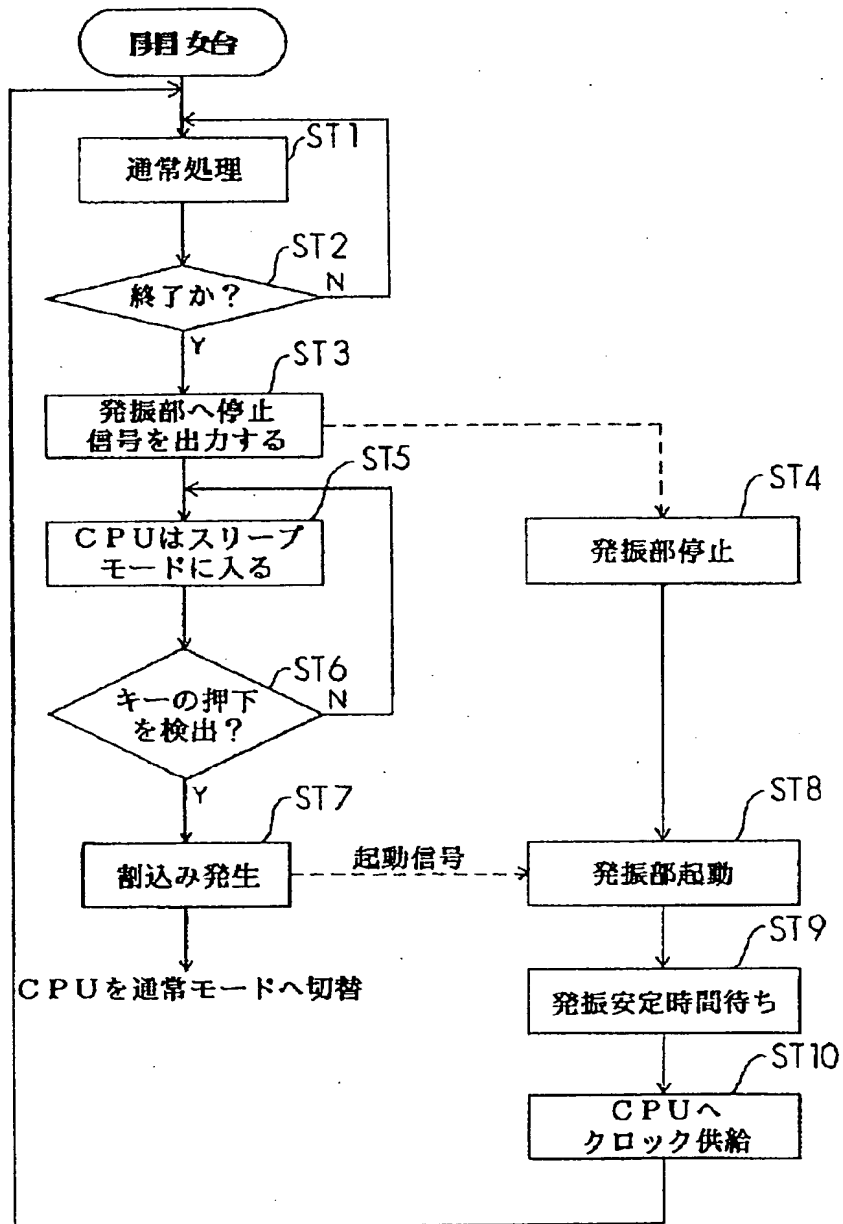 開始
ST1
通常処理
ST2
終了か?
N
Y
ST3
発振部へ停止
信号を出力する
ST5
CPUはスリープ
モードに入る
ST4
発振部停止
ST6
キーの押下
を検出?
N
Y
ST7
割込み発生
起動信号
ST8
発振部起動
CPUを通常モードへ切替
ST9
発振安定時間待ち
ST10
CPUへ
クロック供給